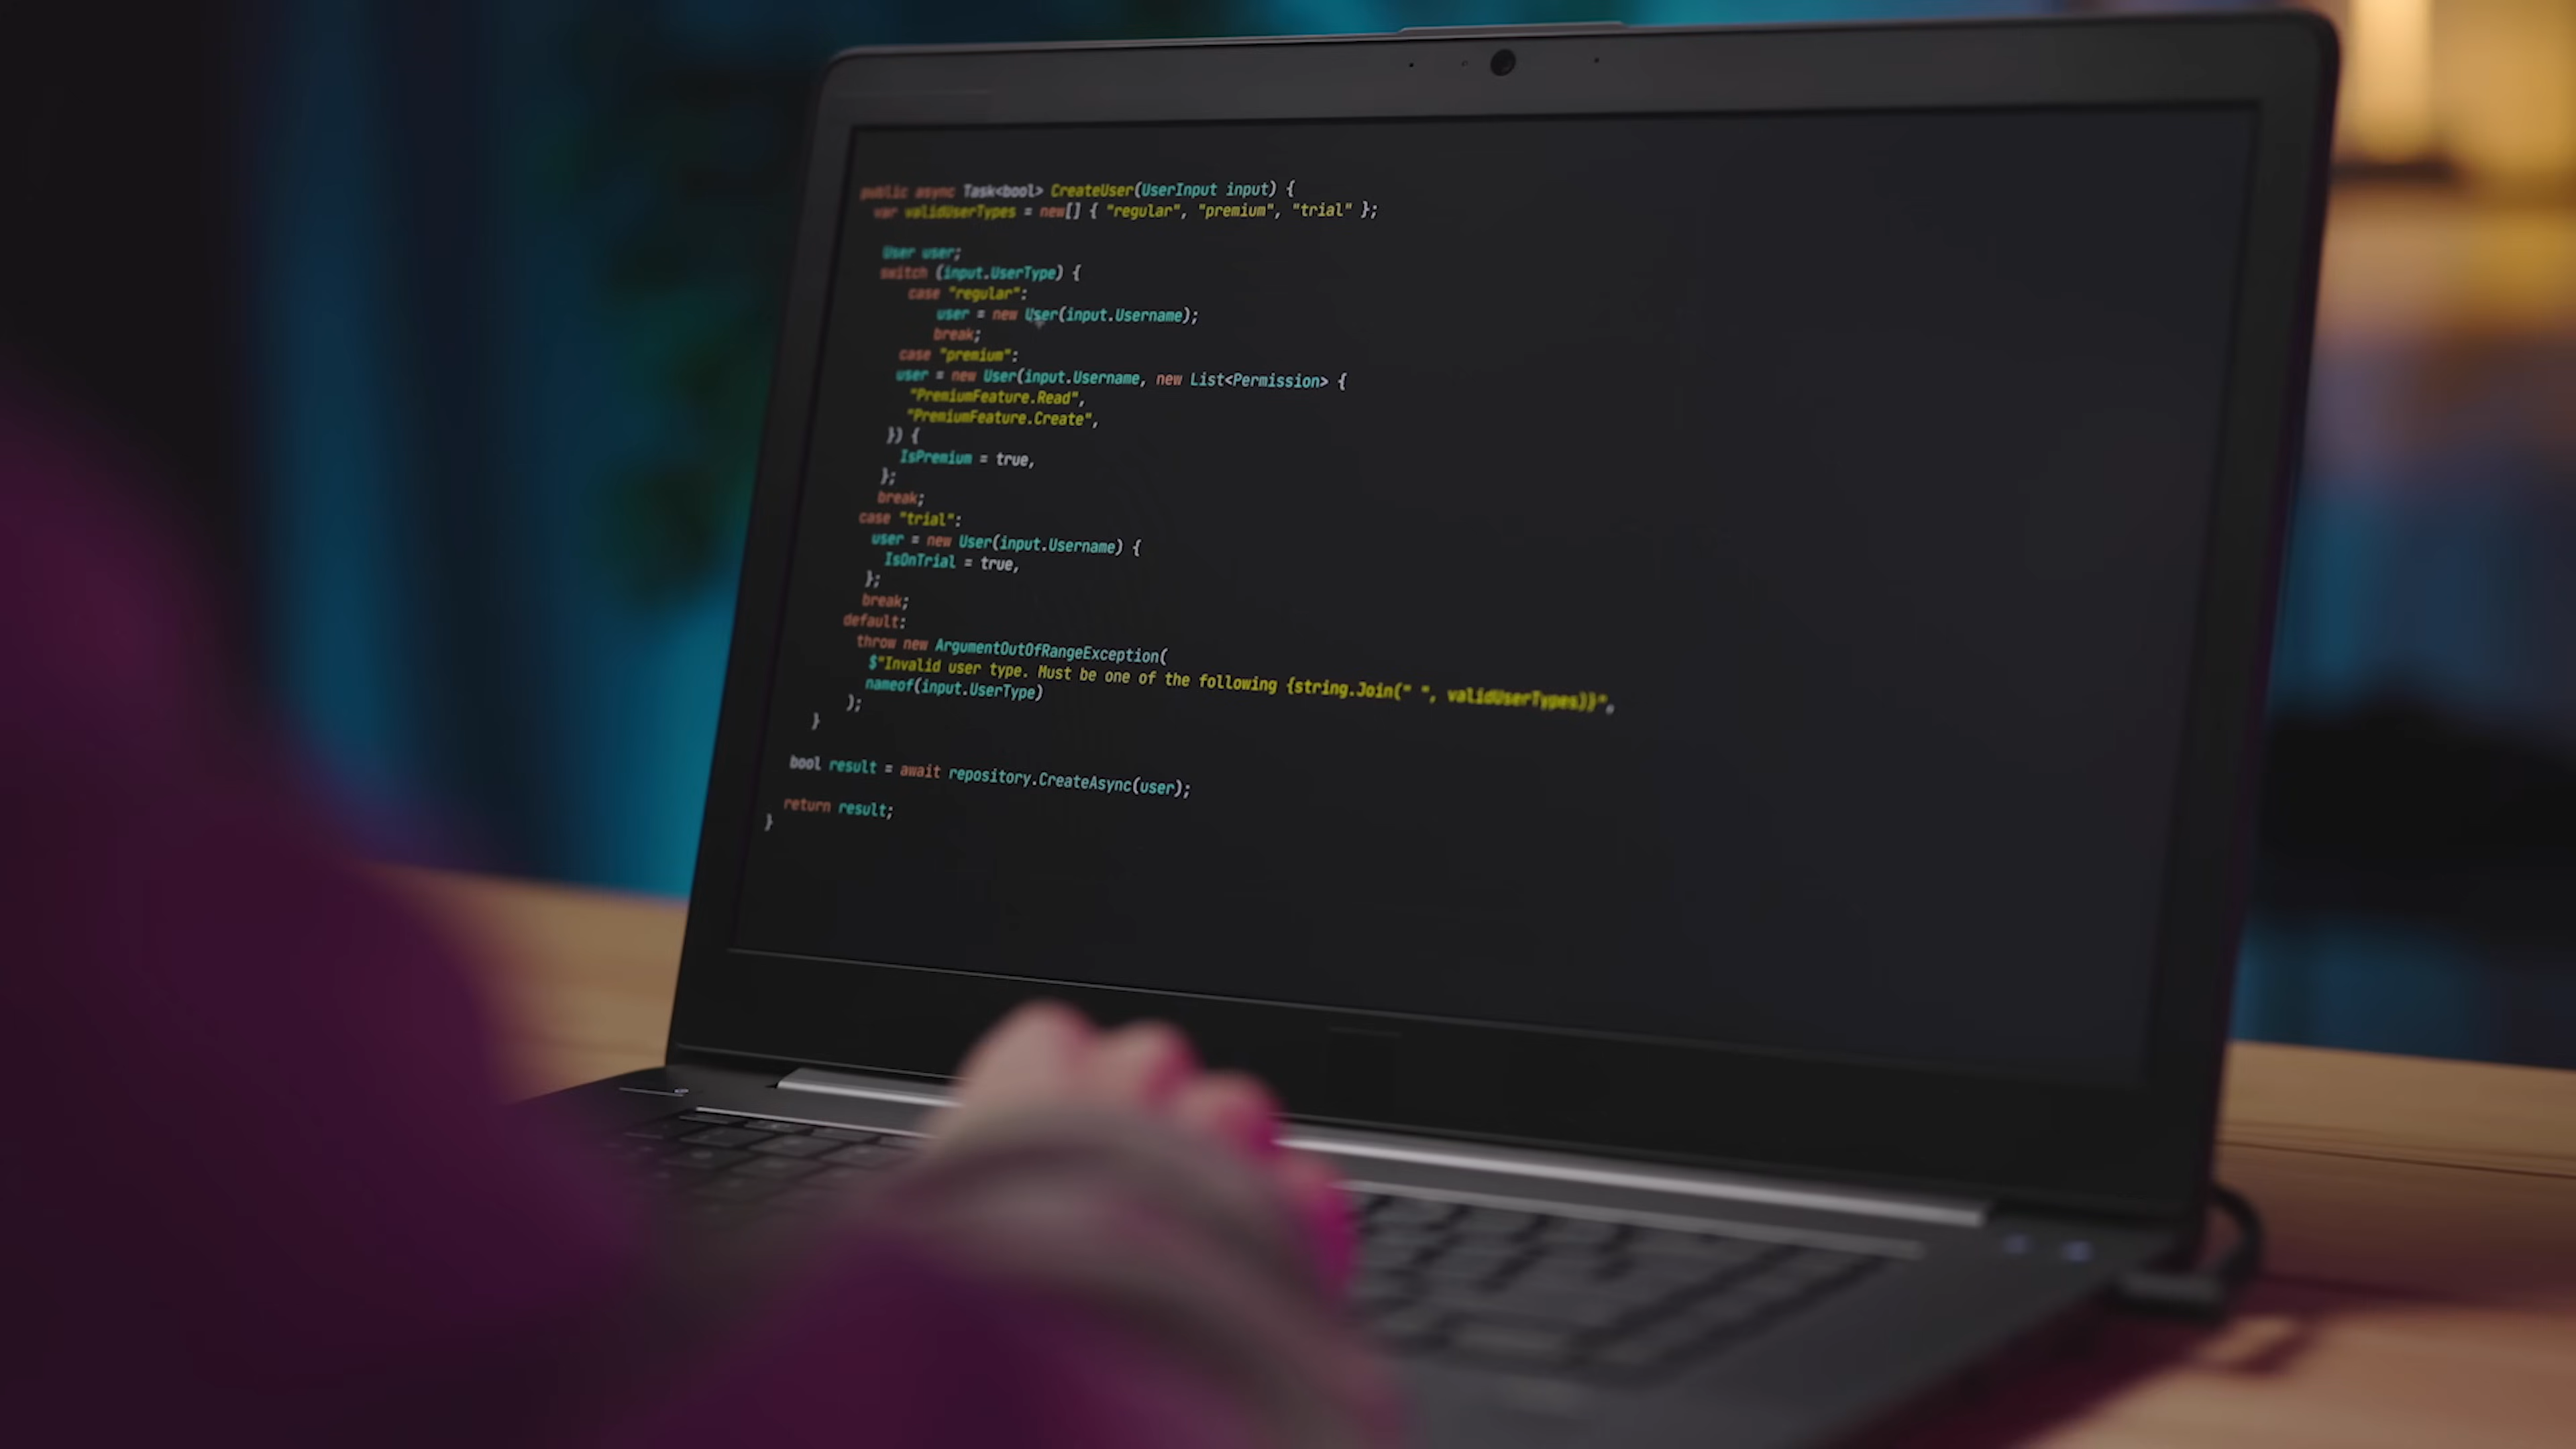 public async Task<bool> CreateUser(UserInput input) {
var validUserTypes = new[] { "regular", "premium", "trial" };
User user;
switch (input.UserType) {
case "regular":
user = new User(input.Username);
break;
case "premium":
user = new User(input.Username, new List<Permission> {
"PremiumFeature.Read",
"PremiumFeature.Create",
}) {
IsPremium = true,
};
break;
case "trial":
user = new User(input.Username) {
IsOnTrial = true,
};
break;
default:
throw new ArgumentOutOfRangeException(
$"Invalid user type. Must be one of the following {string.Join(" ", validUserTypes)}",
nameof(input.UserType)
);
}
bool result = await repository.CreateAsync(user);
return result;
}